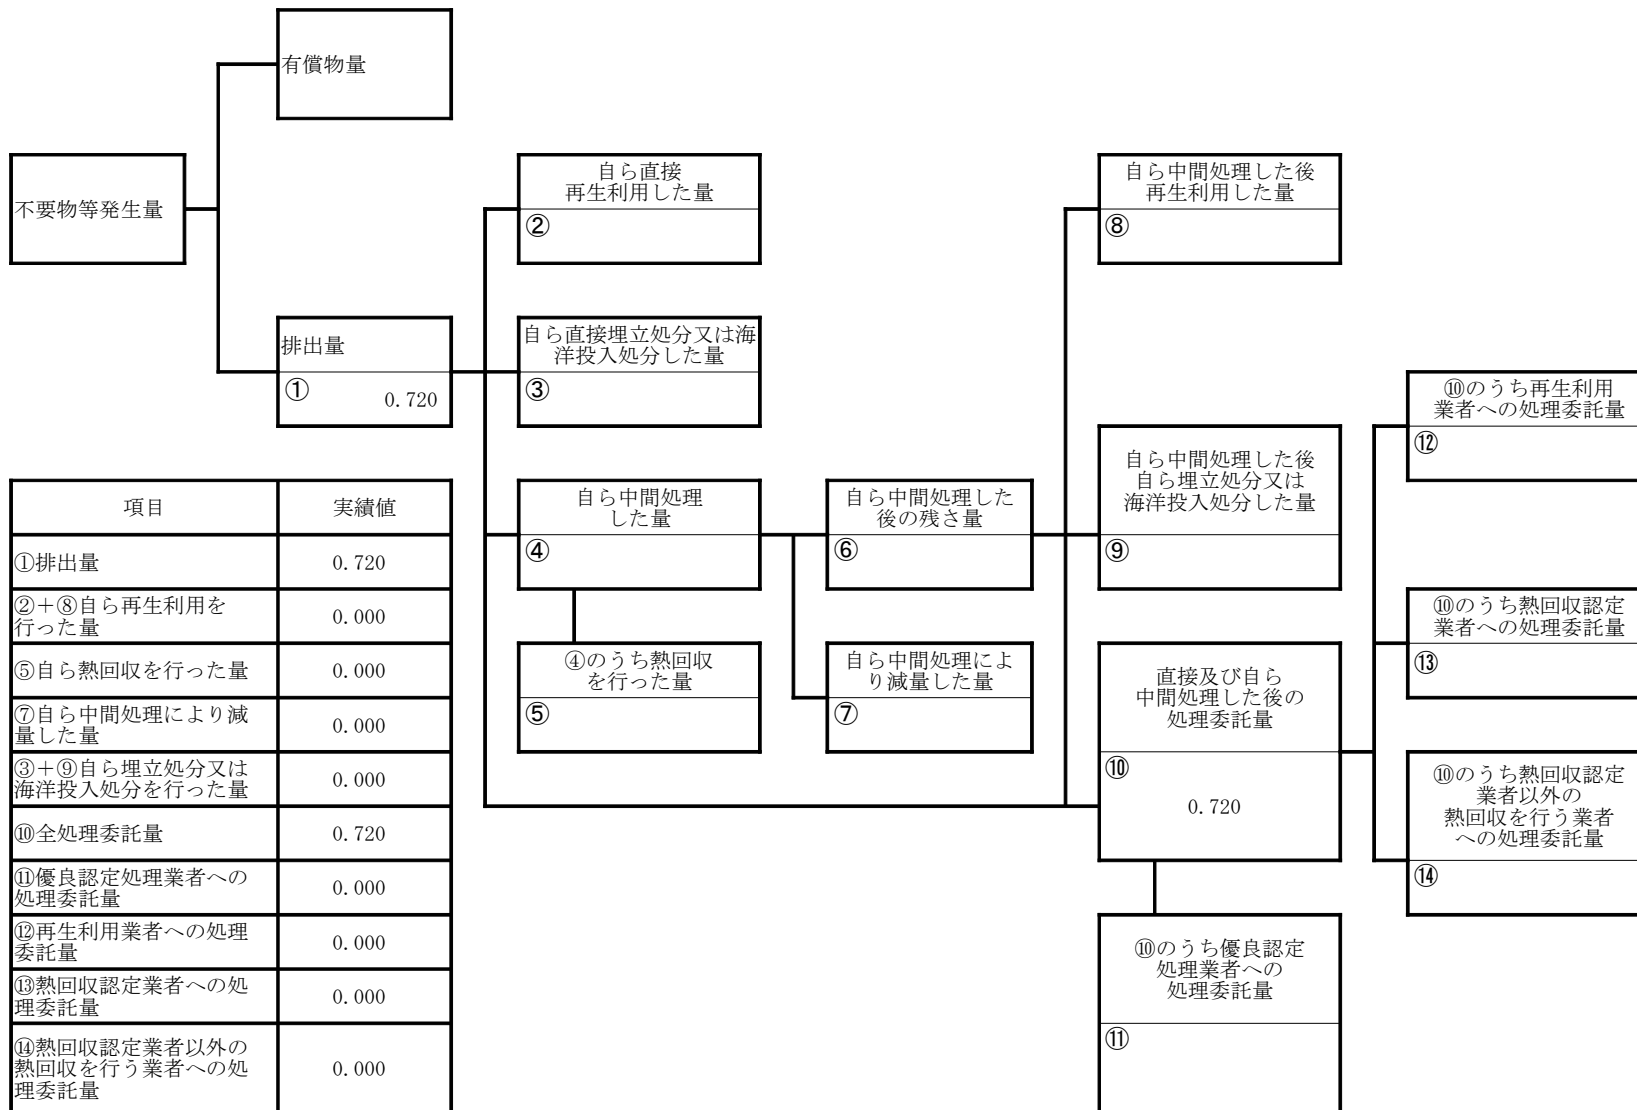 有償物量
不要物等発生量
排出量
① 0.720
自ら直接
再生利用した量
②
自ら直接埋立処分又は海
洋投入処分した量
③
自ら中間処理
した量
④
④のうち熱回収
を行った量
⑤
自ら中間処理した
後の残さ量
⑥
自ら中間処理によ
り減量した量
⑦
自ら中間処理した後
再生利用した量
⑧
自ら中間処理した後
自ら埋立処分又は
海洋投入処分した量
⑨
直接及び自ら
中間処理した後の
処理委託量
⑩
0.720
⑩のうち優良認定
処理業者への
処理委託量
⑪
⑩のうち再生利用
業者への処理委託量
⑫
⑩のうち熱回収認定
業者への処理委託量
⑬
⑩のうち熱回収認定
業者以外の
熱回収を行う業者
への処理委託量
⑭
項目 実績値
①排出量 0.720
②+⑧自ら再生利用を
行った量 0.000
⑤自ら熱回収を行った量 0.000
⑦自ら中間処理により減
量した量 0.000
③+⑨自ら埋立処分又は
海洋投入処分を行った量 0.000
⑩全処理委託量 0.720
⑪優良認定処理業者への
処理委託量 0.000
⑫再生利用業者への処理
委託量 0.000
⑬熱回収認定業者への処
理委託量 0.000
⑭熱回収認定業者以外の
熱回収を行う業者への処
理委託量 0.000